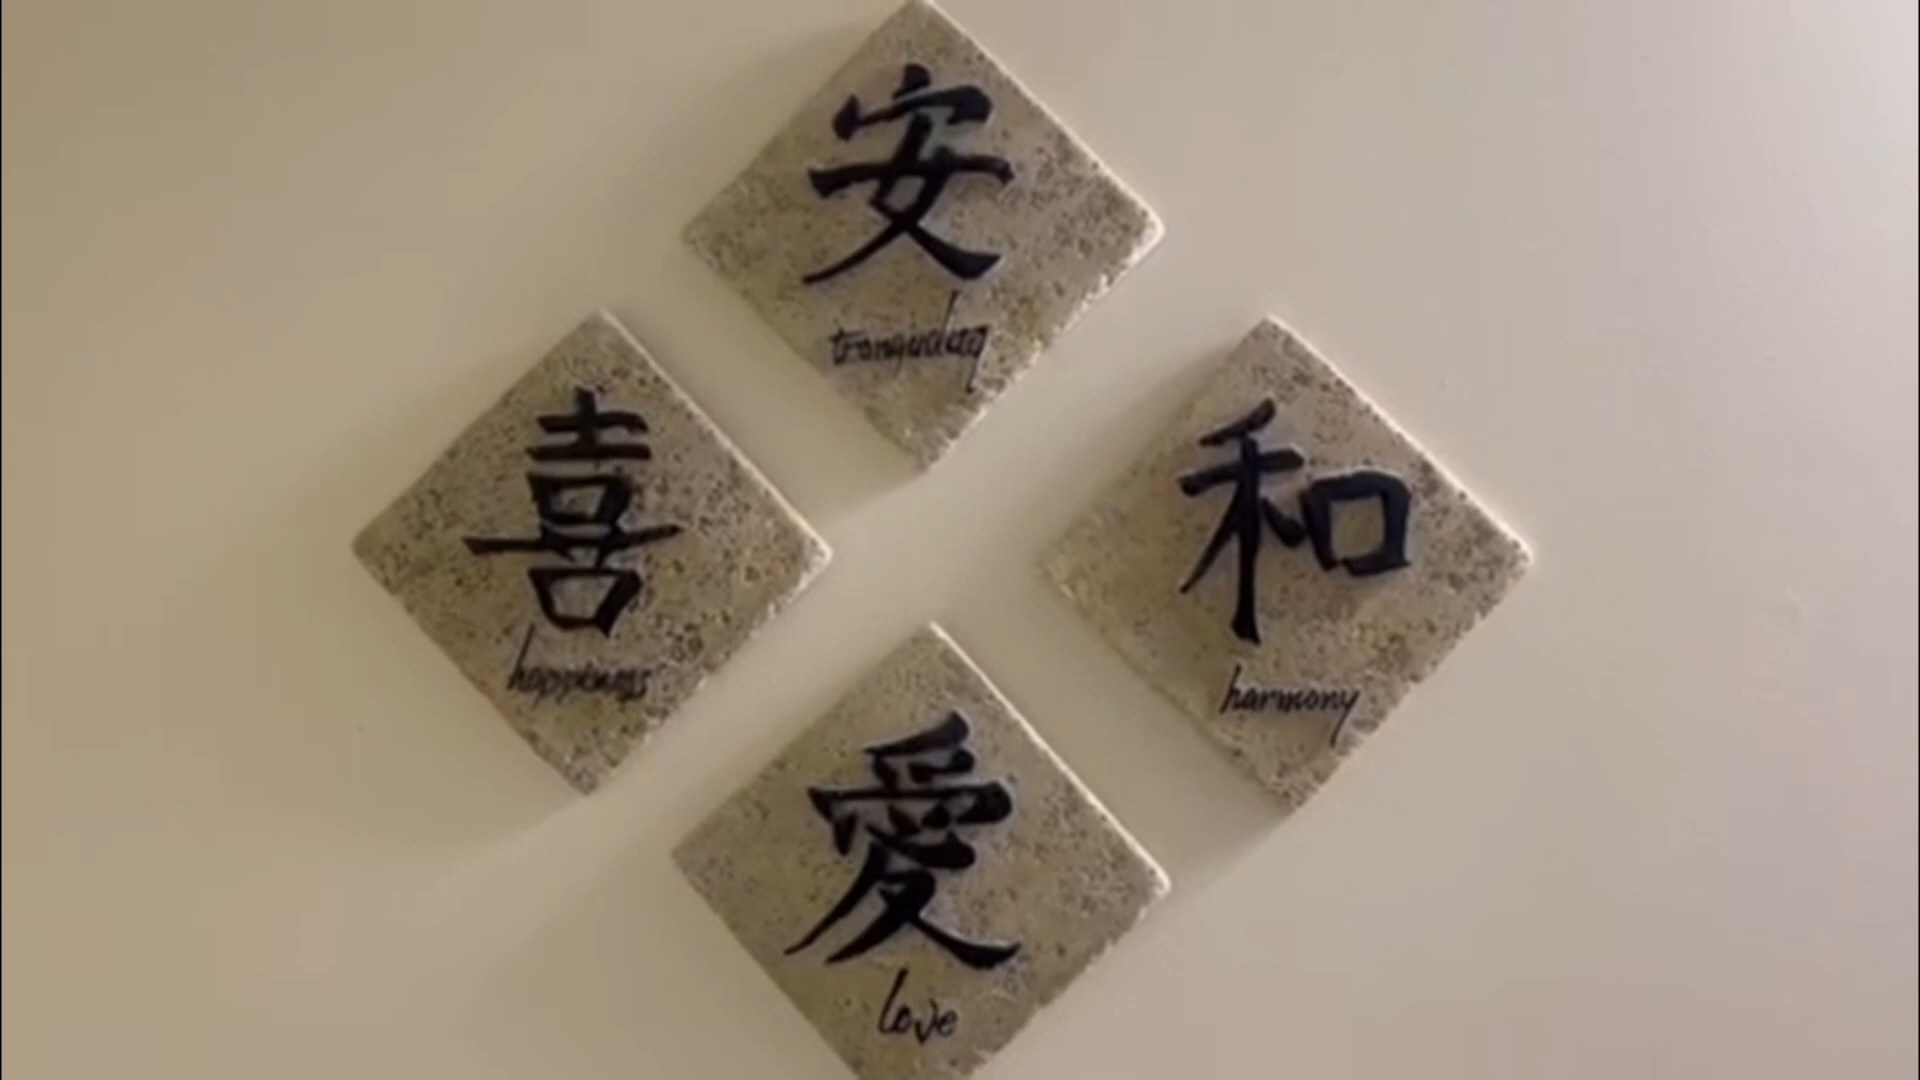 安
tranquility
喜
happiness
和
harmony
愛
love